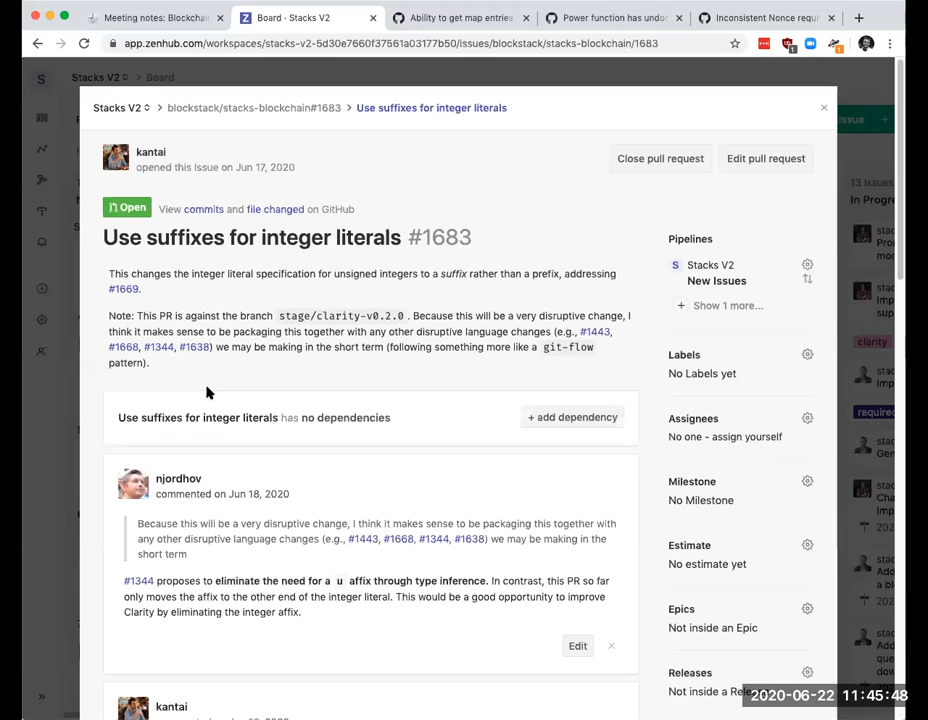 Meeting notes: Blockchai
Board · Stacks V2
Ability to get map entries
Power function has undoc
Inconsistent Nonce requi
app.zenhub.com/workspaces/stacks-v2-5d30e7660f37561a03177b50/issues/blockstack/stacks-blockchain/1683
S Stacks V2 › Board
Stacks V2 › blockstack/stacks-blockchain#1683 › Use suffixes for integer literals
kantai
opened this Issue on Jun 17, 2020
Close pull request
Edit pull request
Open
View commits and file changed on GitHub
Use suffixes for integer literals #1683
This changes the integer literal specification for unsigned integers to a suffix rather than a prefix, addressing
#1669.
Note: This PR is against the branch stage/clarity-v0.2.0 . Because this will be a very disruptive change, I
think it makes sense to be packaging this together with any other disruptive language changes (e.g., #1443,
#1668, #1344, #1638) we may be making in the short term (following something more like a git-flow
pattern).
Use suffixes for integer literals has no dependencies
+ add dependency
njordhov
commented on Jun 18, 2020
Because this will be a very disruptive change, I think it makes sense to be packaging this together with
any other disruptive language changes (e.g., #1443, #1668, #1344, #1638) we may be making in the
short term
#1344 proposes to eliminate the need for a u affix through type inference. In contrast, this PR so far
only moves the affix to the other end of the integer literal. This would be a good opportunity to improve
Clarity by eliminating the integer affix.
Edit
kantai
Pipelines
S Stacks V2
New Issues
+ Show 1 more...
Labels
No Labels yet
Assignees
No one - assign yourself
Milestone
No Milestone
Estimate
No estimate yet
Epics
Not inside an Epic
Releases
Not inside a Rele
issue
13 Issues
In Progre
clarity
required
2020-06-22 11:45:48